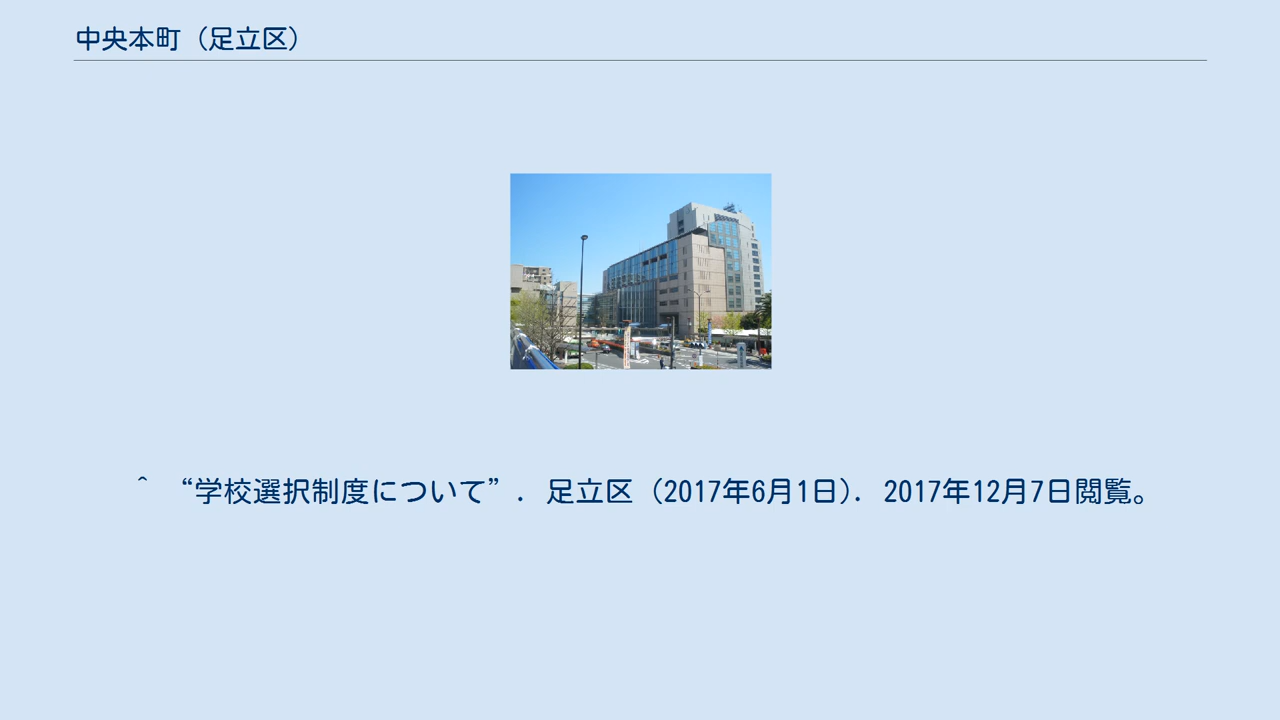 中央本町（足立区）
^ “学校選択制度について”. 足立区 (2017年6月1日). 2017年12月7日閲覧。